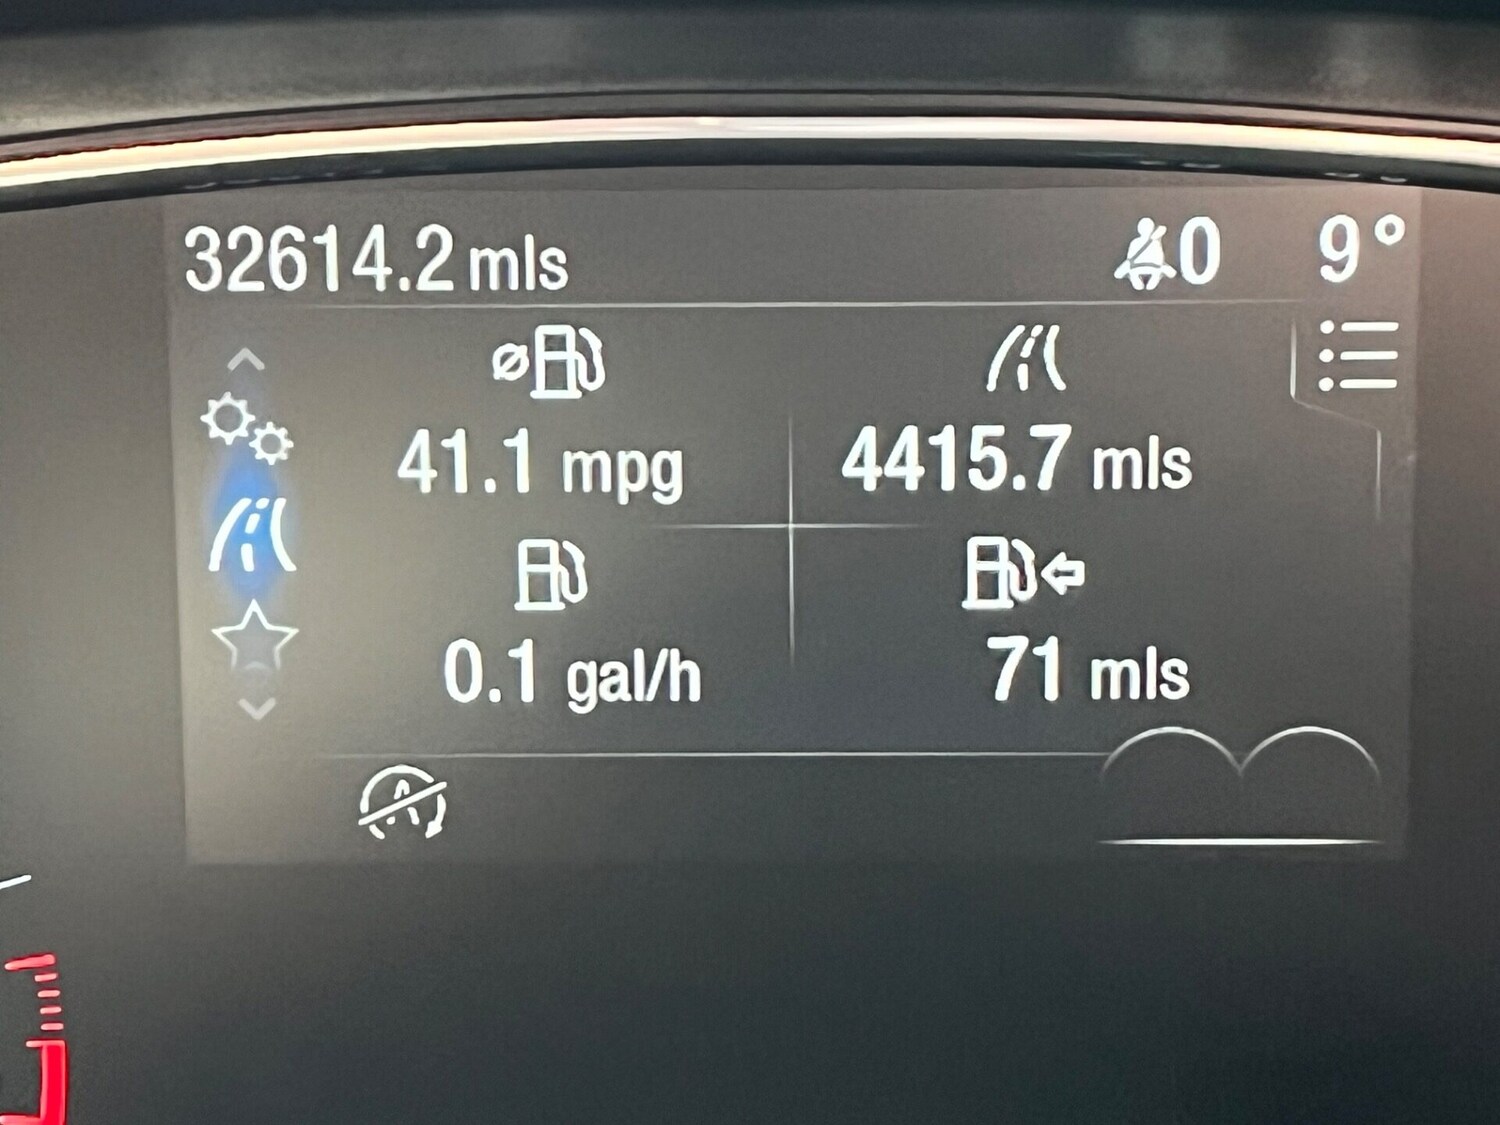 32614.2 mls 0 9°
41.1 mpg 4415.7 mls
0.1 gal/h 71 mls